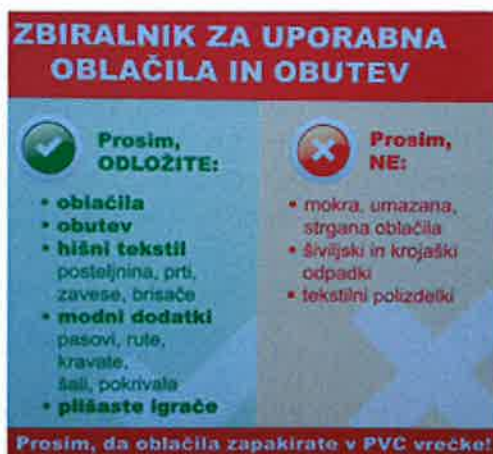 ZBIRALNIK ZA UPORABNA
OBLAČILA IN OBUTEV
Prosim,
ODLOŽITE:
• oblačila
• obutev
• hišni tekstil
posteljnina, prti,
zavese, brisače
• modni dodatki
pasovi, rute,
kravate,
šali, pokrivala
• plišaste igrače
Prosim,
NE:
• mokra, umazana,
strgana oblačila
• šiviljski in krojaški
odpadki
• tekstilni polizdelki
Prosim, da oblačila zapakirate v PVC vrečke!